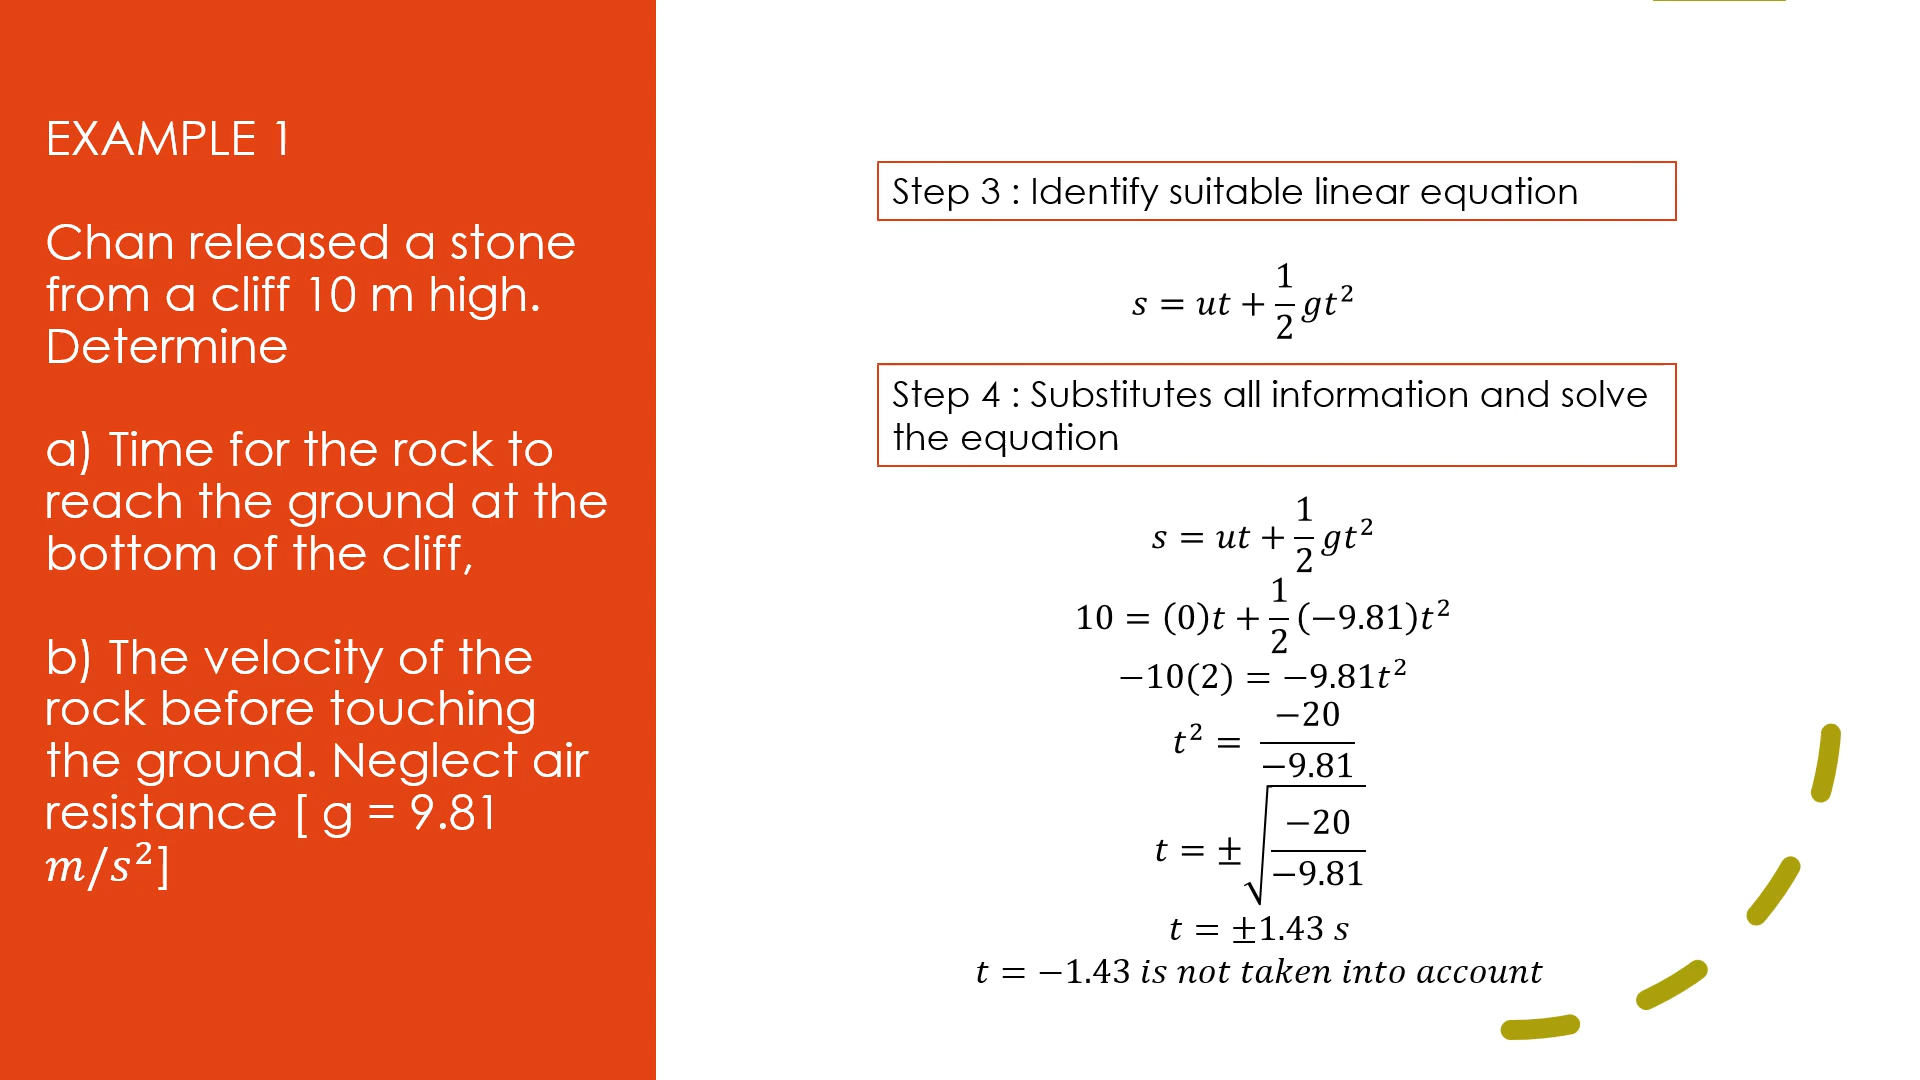 EXAMPLE 1
Chan released a stone
from a cliff 10 m high.
Determine
a) Time for the rock to
reach the ground at the
bottom of the cliff,
b) The velocity of the
rock before touching
the ground. Neglect air
resistance [ g = 9.81
m/s²]
Step 3 : Identify suitable linear equation
s = ut + 1/2 gt²
Step 4 : Substitutes all information and solve
the equation
s = ut + 1/2 gt²
10 = (0)t + 1/2 (−9.81)t²
−10(2) = −9.81t²
t² = −20/−9.81
t = ±√(−20/−9.81)
t = ±1.43 s
t = −1.43 is not taken into account